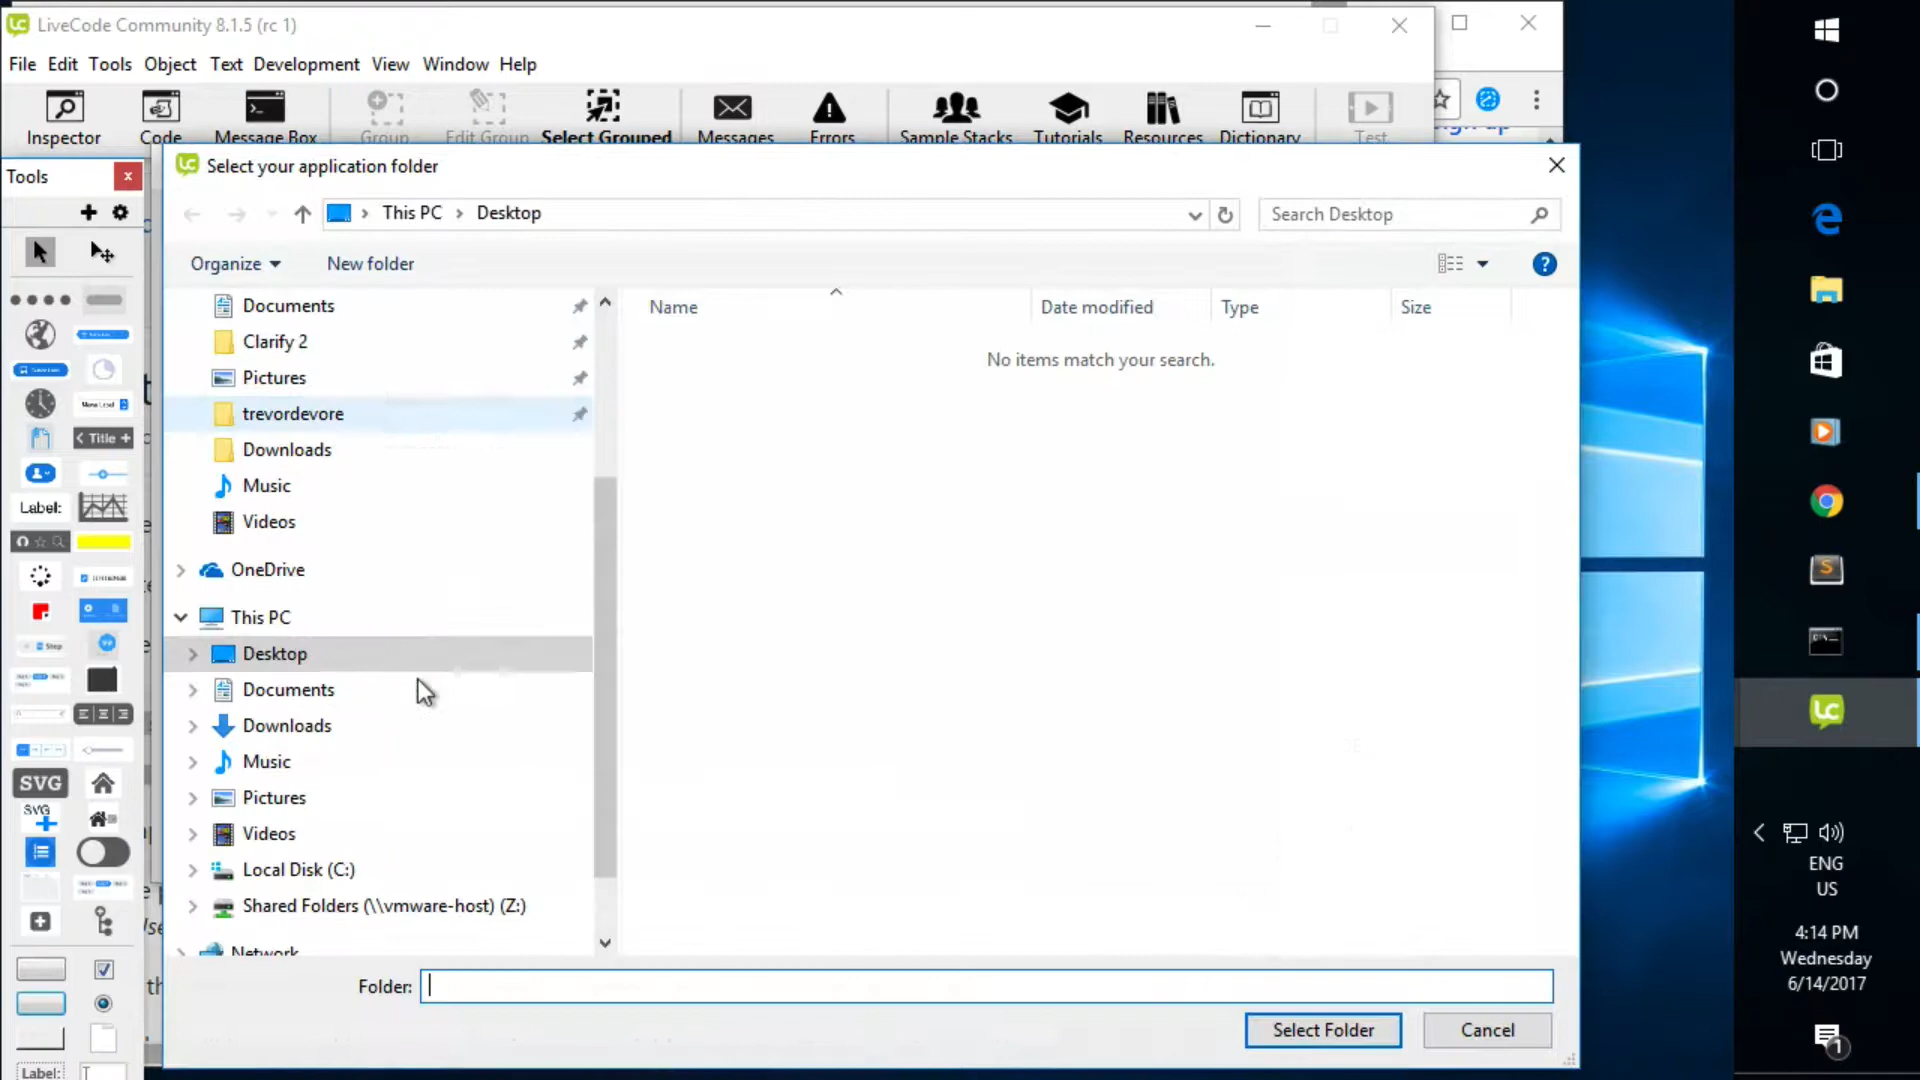 LiveCode Community 8.1.5 (rc 1)
File Edit Tools Object Text Development View Window Help
Inspector Code Message Box Group Edit Group Select Grouped Messages Errors Sample Stacks Tutorials Resources Dictionary Test
Tools
Select your application folder
This PC Desktop
Search Desktop
Organize New folder
Name Date modified Type Size
No items match your search.
Documents
Clarify 2
Pictures
trevordevore
Downloads
Music
Videos
OneDrive
This PC
Desktop
Documents
Downloads
Music
Pictures
Videos
Local Disk (C:)
Shared Folders (\\vmware-host) (Z:)
Network
Folder:
Select Folder Cancel
Title
Label:
Step
SVG
SVG
Label:
ENG
US
4:14 PM
Wednesday
6/14/2017
1